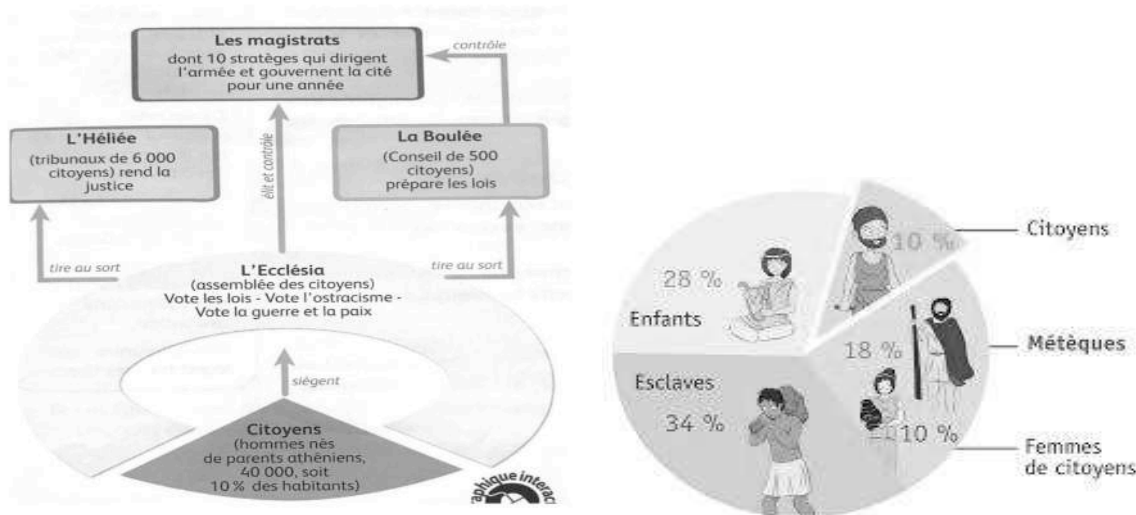 Les magistrats
dont 10 stratèges qui dirigent
l'armée et gouvernent la cité
pour une année
contrôle
L'Héliée
(tribunaux de 6 000
citoyens) rend la
justice
élit et contrôle
La Boulée
(Conseil de 500
citoyens)
prépare les lois
tire au sort
L'Ecclésia
(assemblée des citoyens)
Vote les lois - Vote l'ostracisme -
Vote la guerre et la paix
tire au sort
siégent
Citoyens
(hommes nés
de parents athéniens,
40 000, soit
10 % des habitants)
aphique interac
28 %
Enfants
10 %
Citoyens
18 %
Métèques
Esclaves
34 %
10 %
Femmes
de citoyens